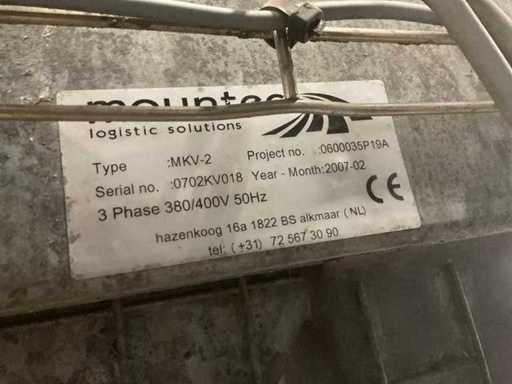 logistic solutions
Type :MKV-2 Project no. :0600035P19A
Serial no. :0702KV018 Year - Month:2007-02
3 Phase 380/400V 50Hz
CE
hazenkoog 16a 1822 BS alkmaar (NL)
tel: (+31) 72 567 30 90